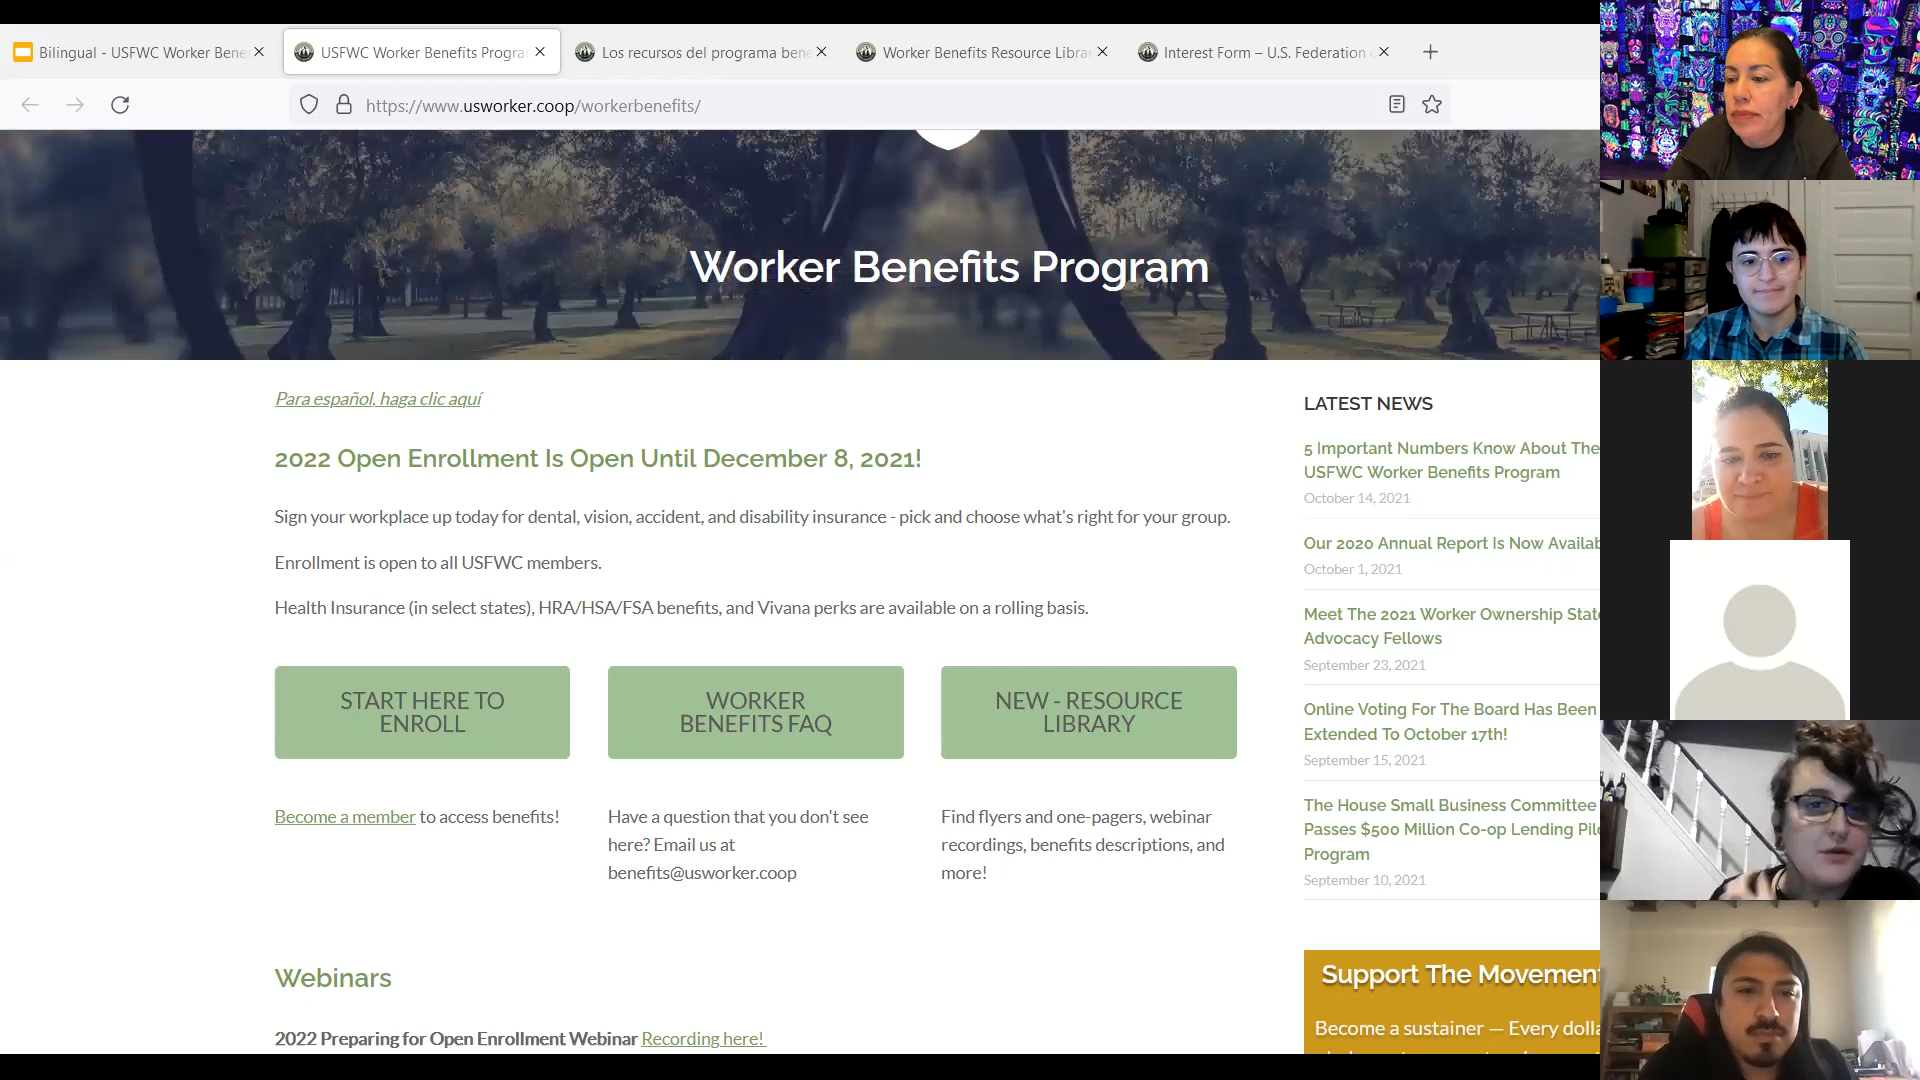 Bilingual - USFWC Worker Bene
USFWC Worker Benefits Progra
Los recursos del programa bene
Worker Benefits Resource Libra
Interest Form – U.S. Federation
https://www.usworker.coop/workerbenefits/
Worker Benefits Program
Para español, haga clic aquí
2022 Open Enrollment Is Open Until December 8, 2021!
Sign your workplace up today for dental, vision, accident, and disability insurance - pick and choose what's right for your group.
Enrollment is open to all USFWC members.
Health Insurance (in select states), HRA/HSA/FSA benefits, and Vivana perks are available on a rolling basis.
START HERE TO
ENROLL
WORKER
BENEFITS FAQ
NEW - RESOURCE
LIBRARY
Become a member to access benefits!
Have a question that you don't see
here? Email us at
benefits@usworker.coop
Find flyers and one-pagers, webinar
recordings, benefits descriptions, and
more!
Webinars
2022 Preparing for Open Enrollment Webinar Recording here!
LATEST NEWS
5 Important Numbers Know About The
USFWC Worker Benefits Program
October 14, 2021
Our 2020 Annual Report Is Now Availab
October 1, 2021
Meet The 2021 Worker Ownership State
Advocacy Fellows
September 23, 2021
Online Voting For The Board Has Been
Extended To October 17th!
September 15, 2021
The House Small Business Committee
Passes $500 Million Co-op Lending Pil
Program
September 10, 2021
Support The Movement
Become a sustainer — Every dolla